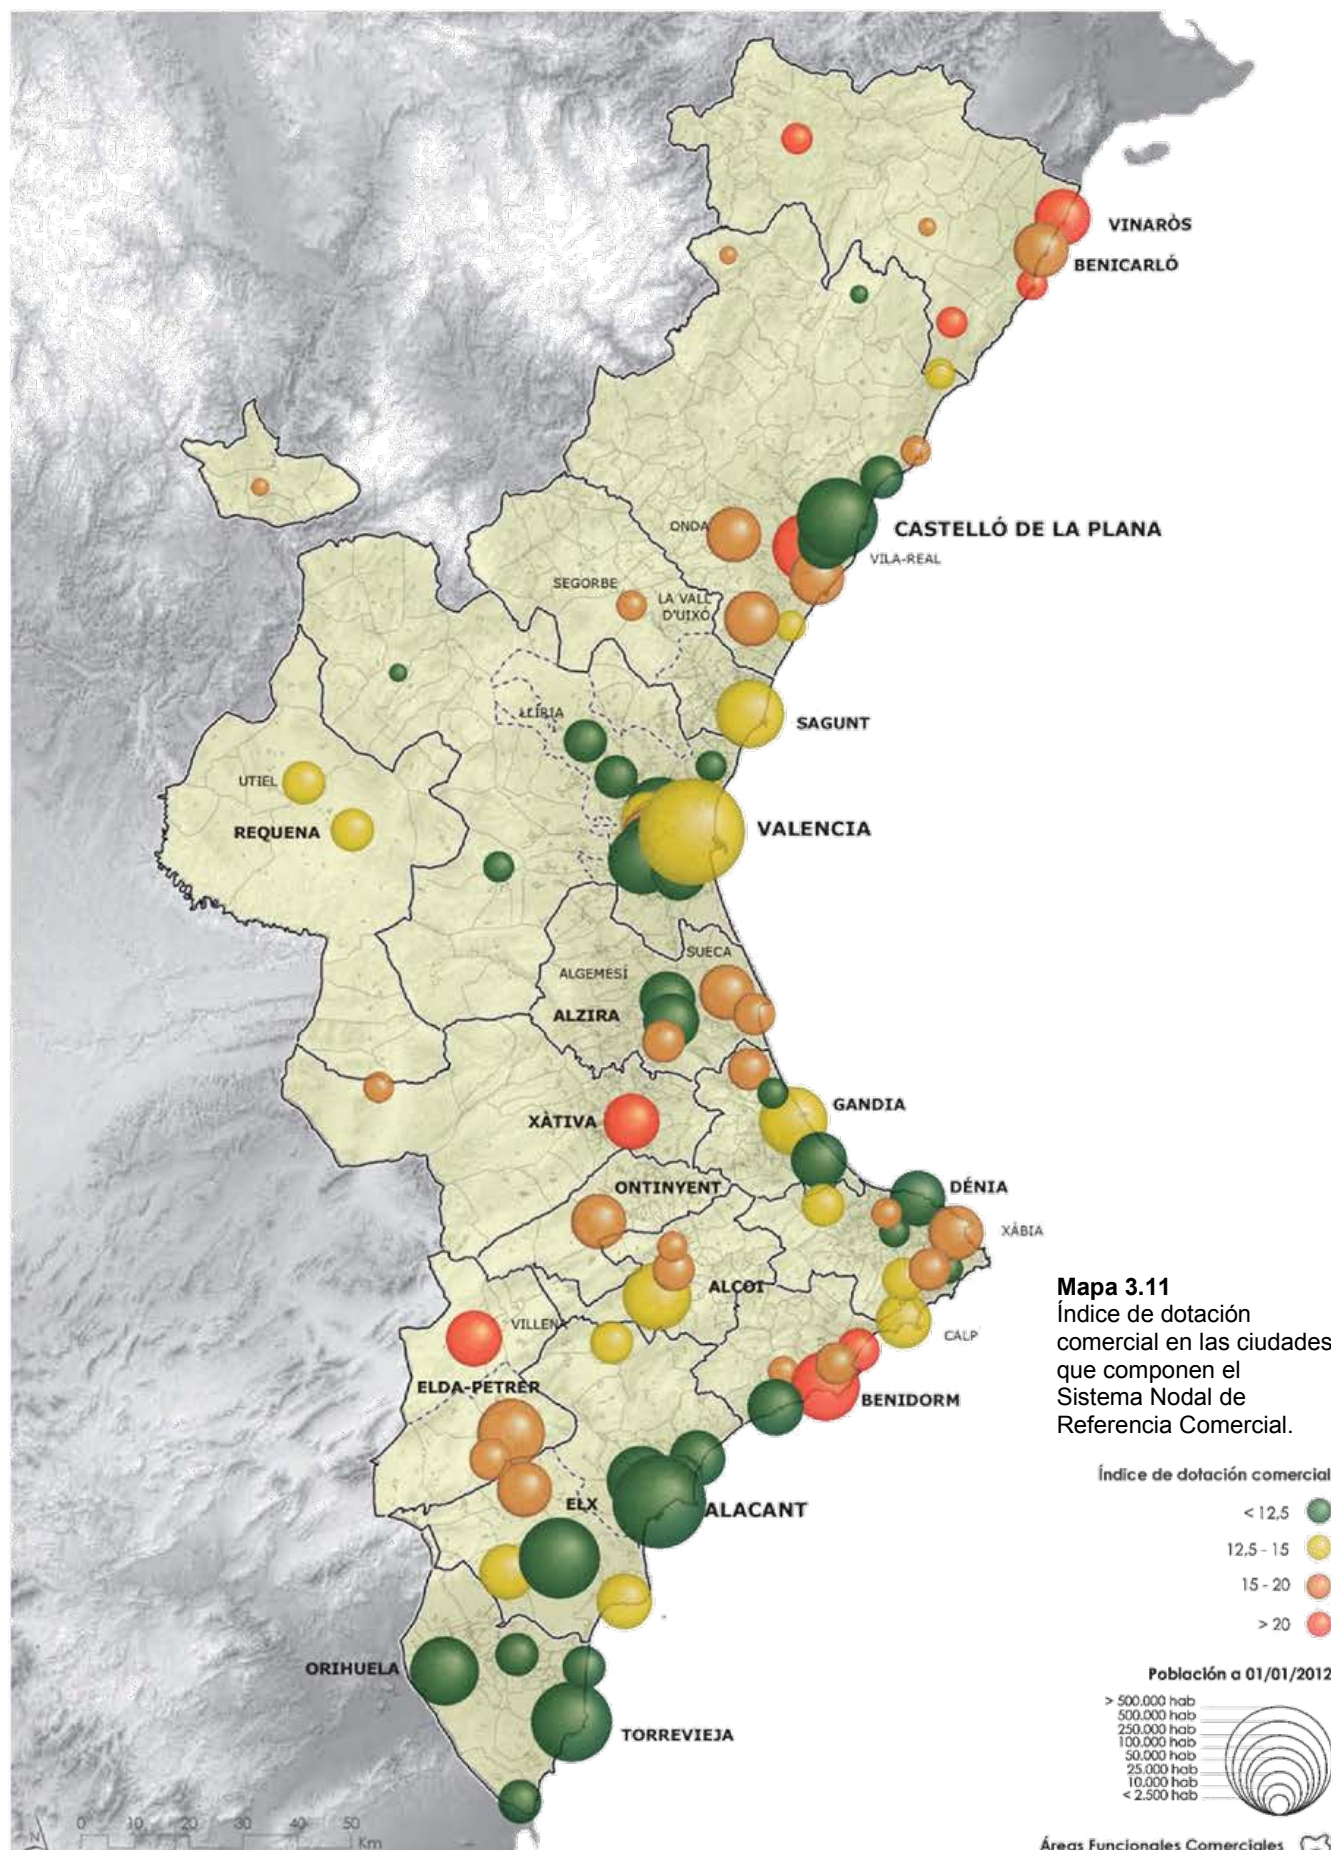 VINARÒS
BENICARLÓ
ONDA
CASTELLÓ DE LA PLANA
VILA-REAL
SEGORBE
LA VALL
D'UIXÓ
SAGUNT
LLÍRIA
UTIEL
REQUENA
VALENCIA
SUECA
ALGEMESÍ
ALZIRA
GANDIA
XÀTIVA
ONTINYENT
DÉNIA
XÀBIA
ALCOI
VILLENA
CALP
ELDA-PETRER
BENIDORM
ELX
ALACANT
ORIHUELA
TORREVIEJA
Mapa 3.11
Índice de dotación
comercial en las ciudades
que componen el
Sistema Nodal de
Referencia Comercial.
Índice de dotación comercial
< 12,5
12,5 - 15
15 - 20
> 20
Población a 01/01/2012
> 500.000 hab
500.000 hab
250.000 hab
100.000 hab
50.000 hab
25.000 hab
10.000 hab
< 2.500 hab
Áreas Funcionales Comerciales
N
0 10 20 30 40 50
Km